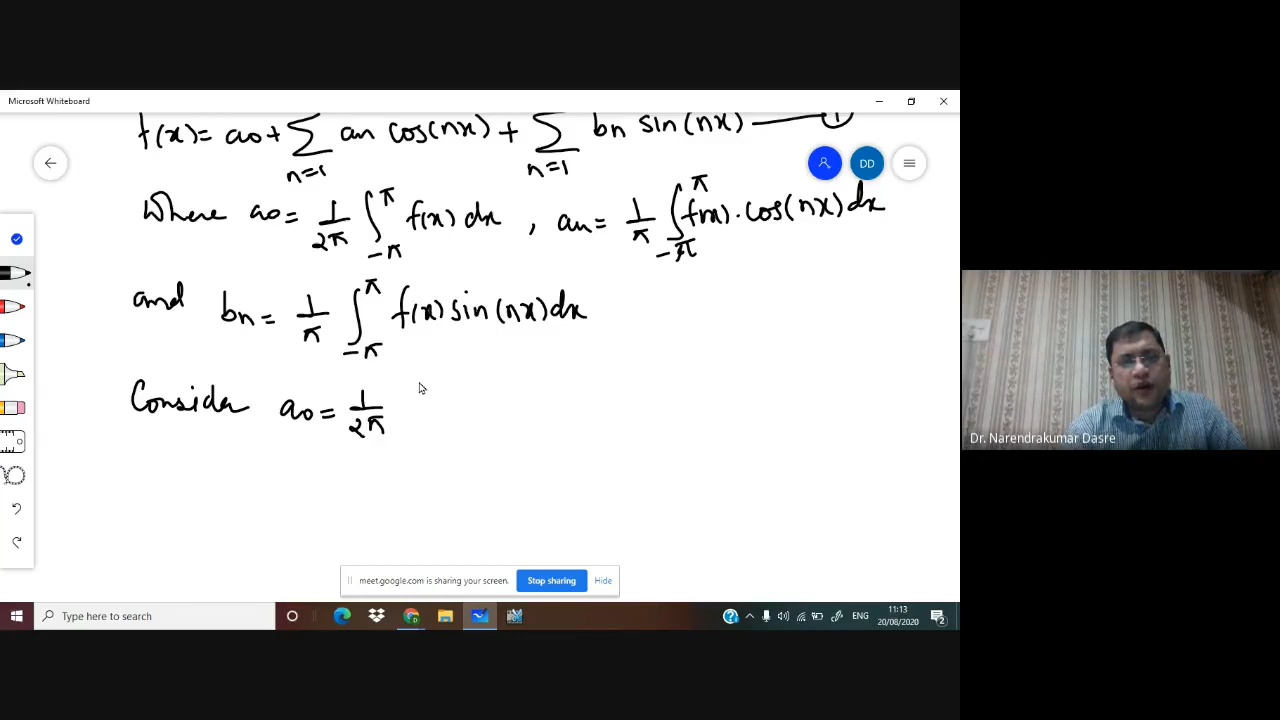 Microsoft Whiteboard
f(x) = a0 + ∑ an cos(nx) + ∑ bn sin(nx) —— ①
n=1 n=1
DD
Where a0 = 1/2π ∫_{-π}^{π} f(x) dx , an = 1/π ∫_{-π}^{π} f(x) · cos(nx) dx
and bn = 1/π ∫_{-π}^{π} f(x) sin(nx) dx
Consider a0 = 1/2π
Dr. Narendrakumar Dasre
meet.google.com is sharing your screen. Stop sharing Hide
Type here to search
ENG
11:13
20/08/2020
2